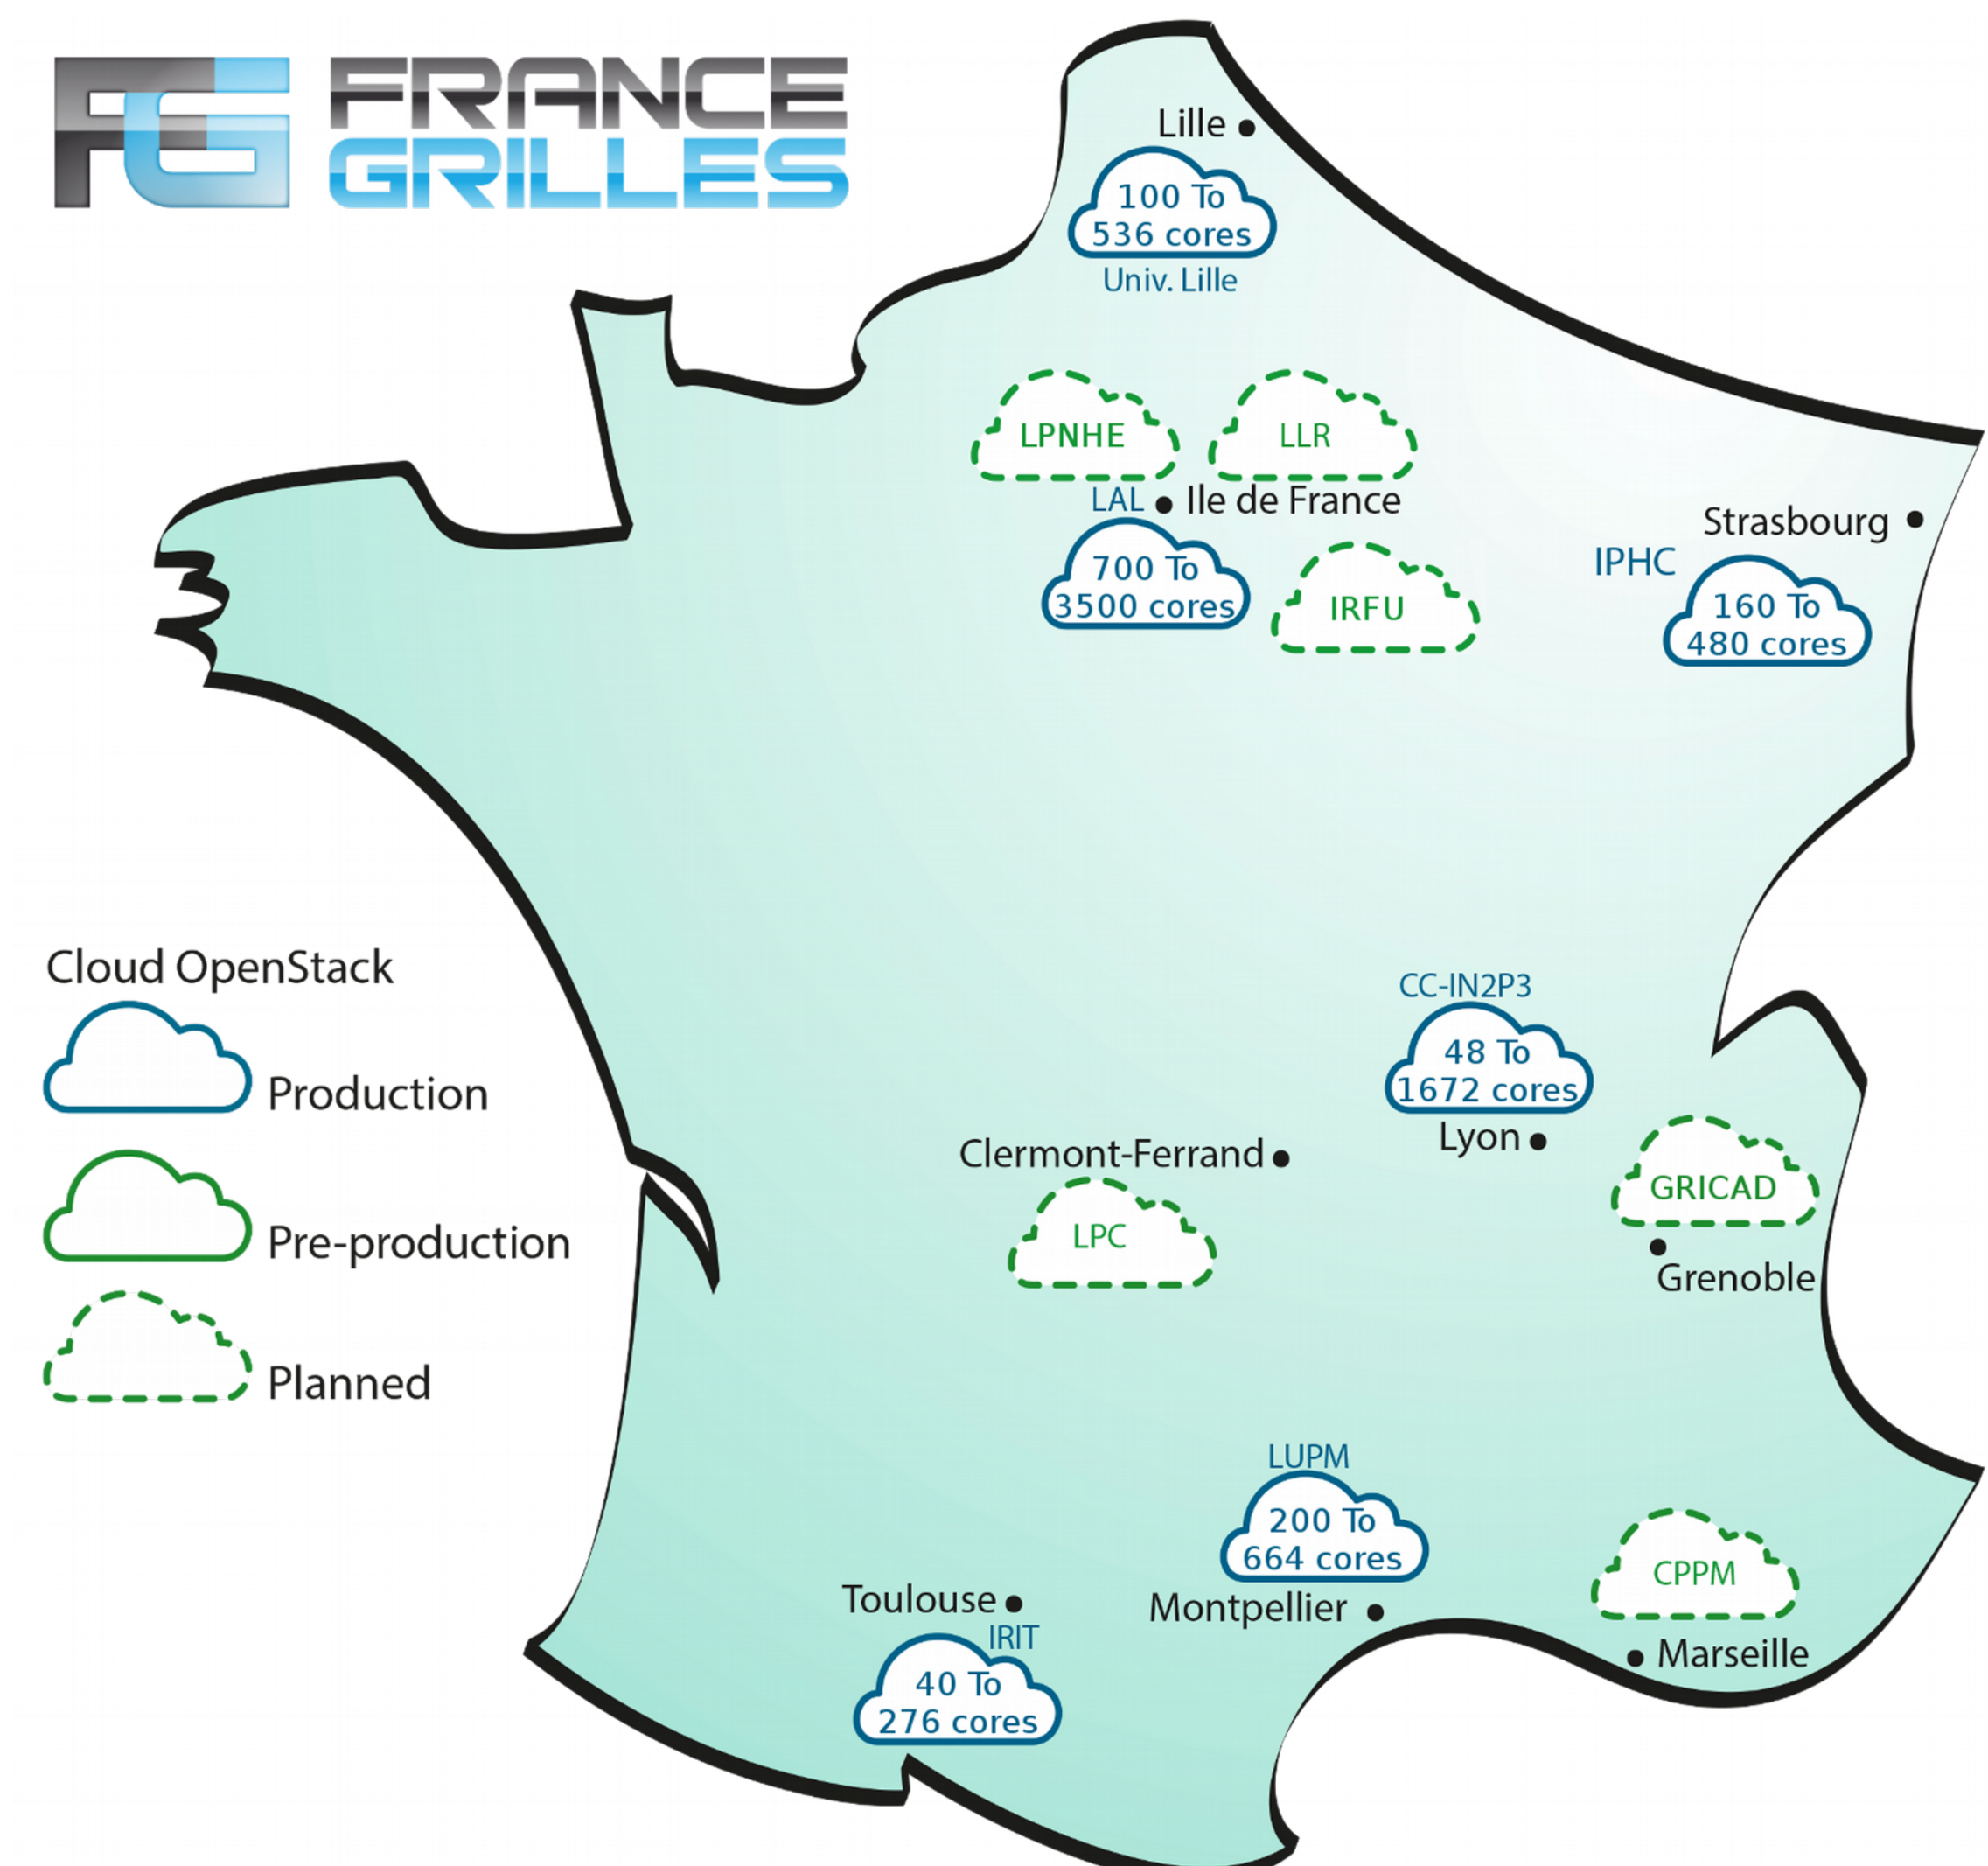 FG FRANCE
GRILLES
Lille
100 To
536 cores
Univ. Lille
LPNHE
LLR
LAL
Ile de France
700 To
3500 cores
IRFU
Strasbourg
IPHC
160 To
480 cores
Cloud OpenStack
Production
Pre-production
Planned
CC-IN2P3
48 To
1672 cores
Lyon
Clermont-Ferrand
LPC
GRICAD
Grenoble
LUPM
200 To
664 cores
Montpellier
CPPM
Marseille
Toulouse
IRIT
40 To
276 cores